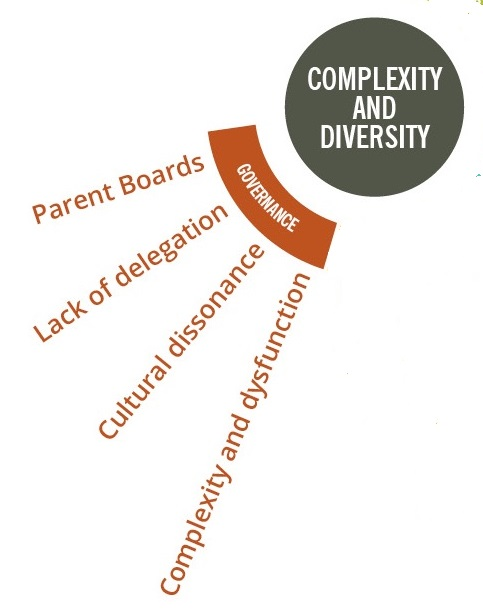 COMPLEXITY
AND
DIVERSITY
GOVERNANCE
Parent Boards
Lack of delegation
Cultural dissonance
Complexity and dysfunction